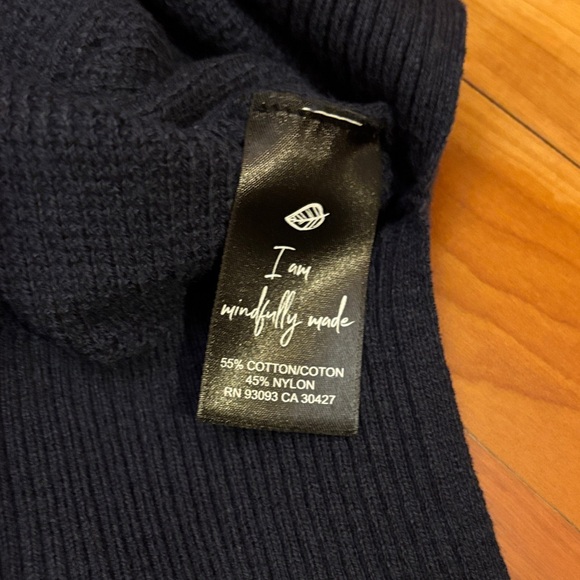 I am
mindfully made
55% COTTON/COTON
45% NYLON
RN 93093 CA 30427